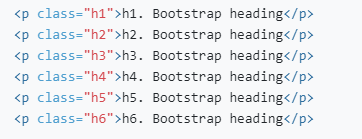 <p class="h1">h1. Bootstrap heading</p>
<p class="h2">h2. Bootstrap heading</p>
<p class="h3">h3. Bootstrap heading</p>
<p class="h4">h4. Bootstrap heading</p>
<p class="h5">h5. Bootstrap heading</p>
<p class="h6">h6. Bootstrap heading</p>